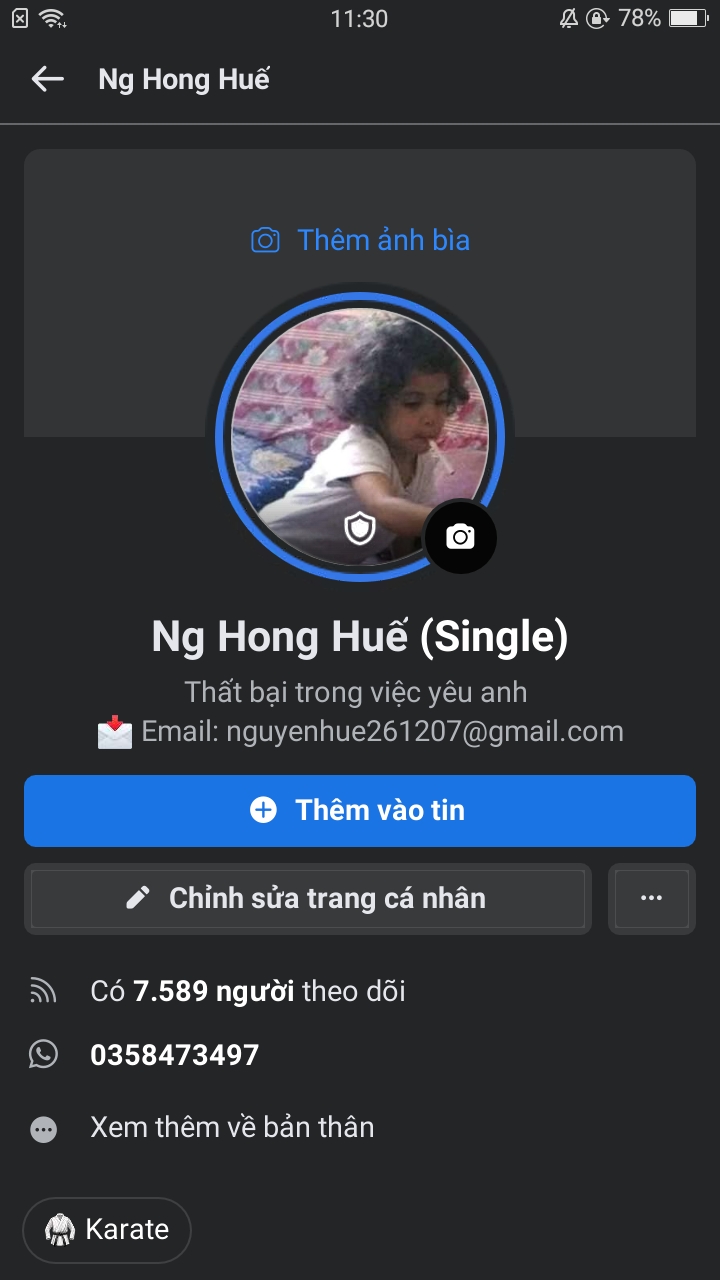 11:30
78%
Ng Hong Huế
Thêm ảnh bìa
Ng Hong Huế (Single)
Thất bại trong việc yêu anh
Email: nguyenhue261207@gmail.com
Thêm vào tin
Chỉnh sửa trang cá nhân
Có 7.589 người theo dõi
0358473497
Xem thêm về bản thân
Karate